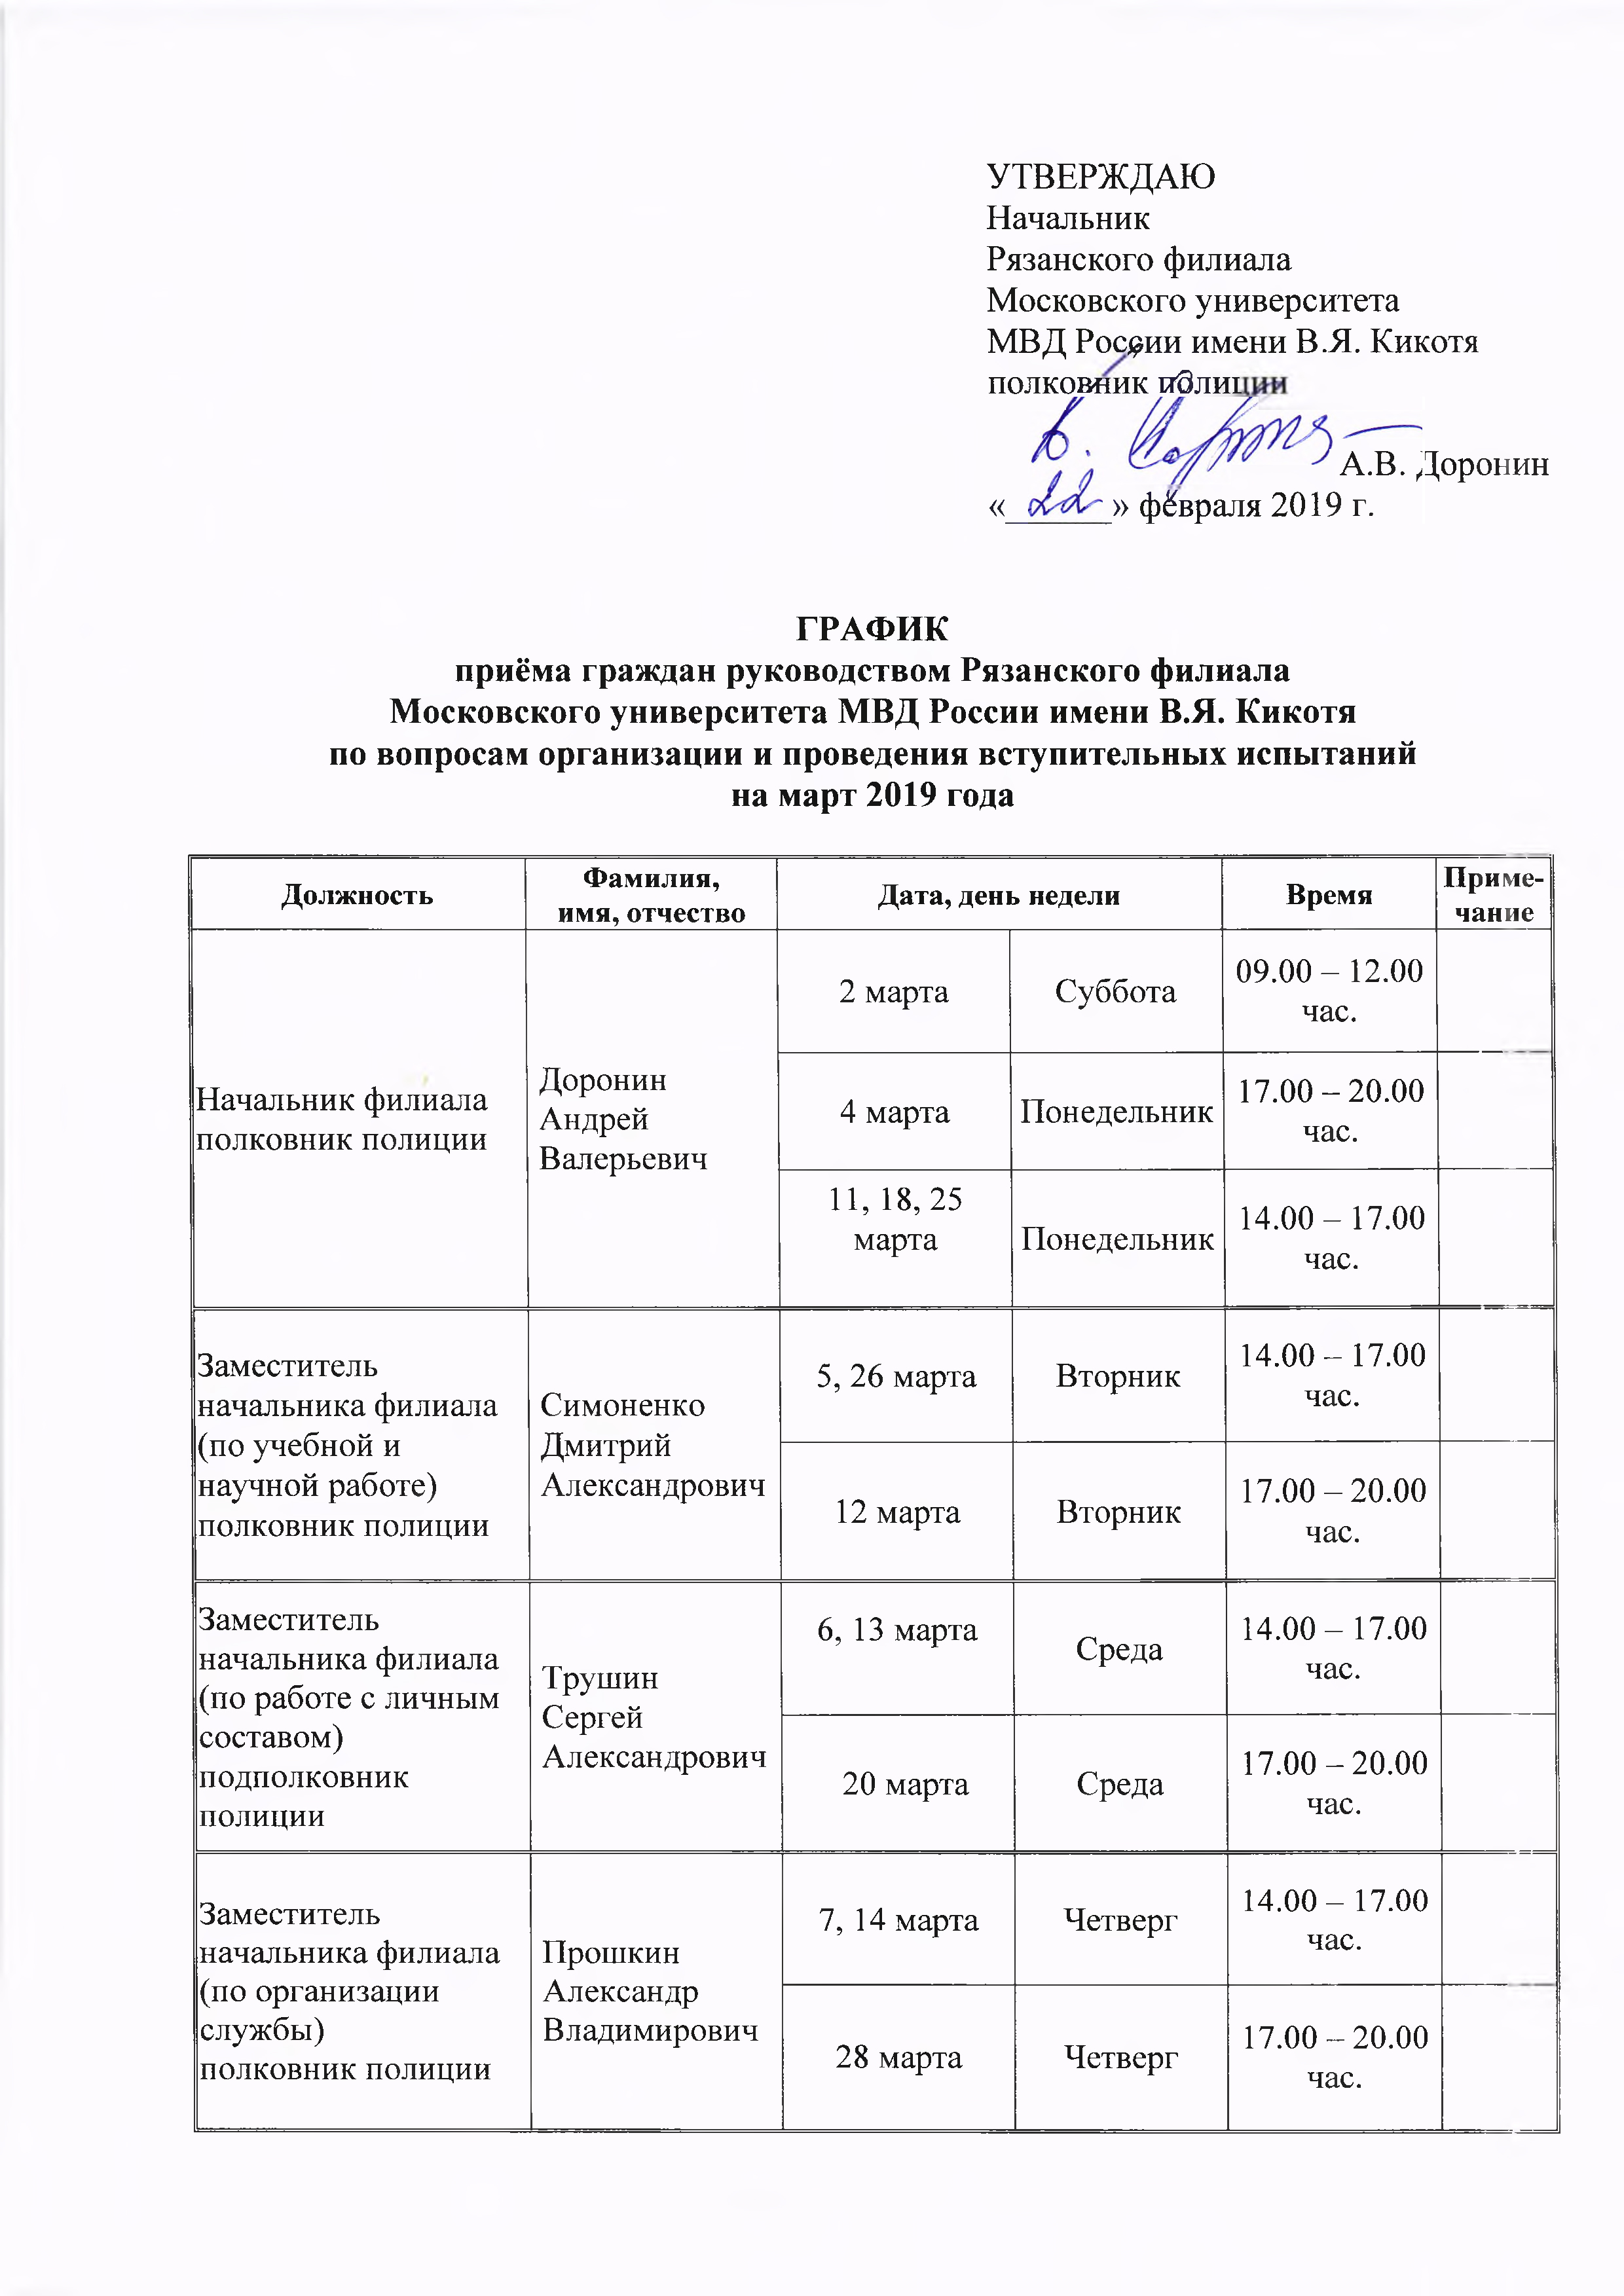 УТВЕРЖДАЮ
Начальник
Рязанского филиала
Московского университета
МВД России имени В.Я. Кикотя
полковник полиции
А.В. Доронин
«22» февраля 2019 г.
ГРАФИК
приёма граждан руководством Рязанского филиала
Московского университета МВД России имени В.Я. Кикотя
по вопросам организации и проведения вступительных испытаний
на март 2019 года
Должность
Фамилия,
имя, отчество
Дата, день недели
Время
Приме-
чание
Начальник филиала
полковник полиции
Доронин
Андрей
Валерьевич
2 марта
Суббота
09.00 – 12.00
час.
4 марта
Понедельник
17.00 – 20.00
час.
11, 18, 25
марта
Понедельник
14.00 – 17.00
час.
Заместитель
начальника филиала
(по учебной и
научной работе)
полковник полиции
Симоненко
Дмитрий
Александрович
5, 26 марта
Вторник
14.00 – 17.00
час.
12 марта
Вторник
17.00 – 20.00
час.
Заместитель
начальника филиала
(по работе с личным
составом)
подполковник
полиции
Трушин
Сергей
Александрович
6, 13 марта
Среда
14.00 – 17.00
час.
20 марта
Среда
17.00 – 20.00
час.
Заместитель
начальника филиала
(по организации
службы)
полковник полиции
Прошкин
Александр
Владимирович
7, 14 марта
Четверг
14.00 – 17.00
час.
28 марта
Четверг
17.00 – 20.00
час.